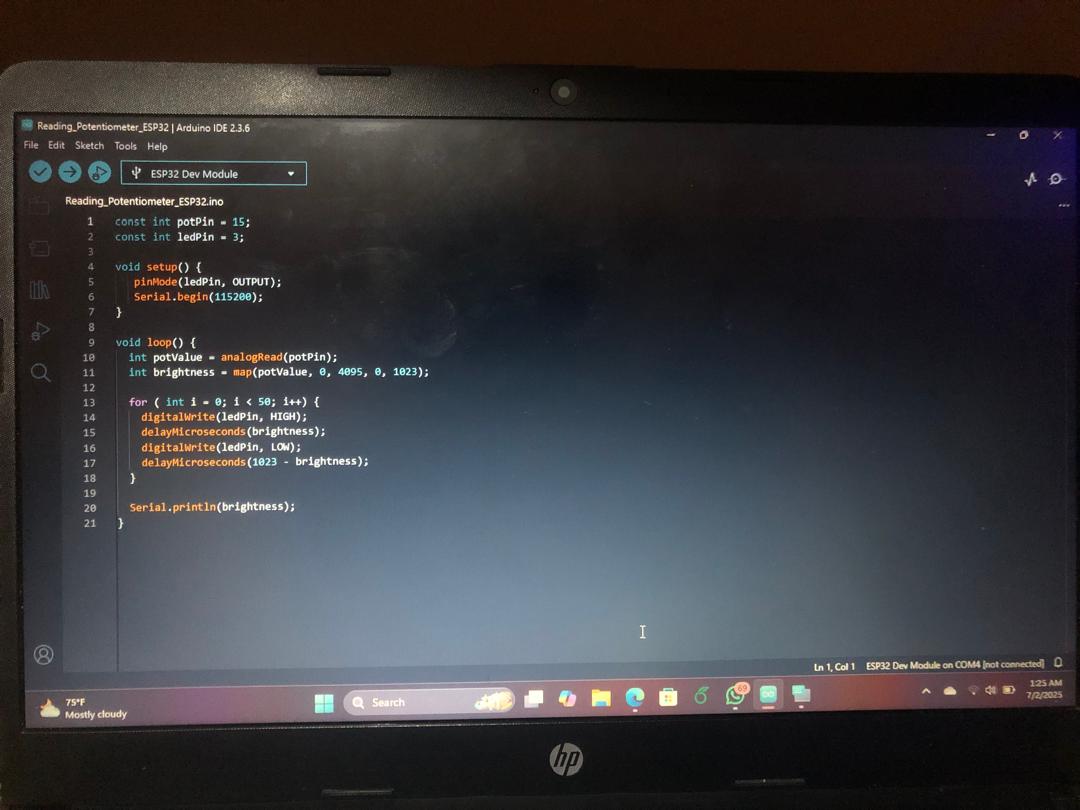 Reading_Potentiometer_ESP32 | Arduino IDE 2.3.6
File Edit Sketch Tools Help
ESP32 Dev Module
Reading_Potentiometer_ESP32.ino
1 const int potPin = 15;
2 const int ledPin = 3;
3
4 void setup() {
5 pinMode(ledPin, OUTPUT);
6 Serial.begin(115200);
7 }
8
9 void loop() {
10 int potValue = analogRead(potPin);
11 int brightness = map(potValue, 0, 4095, 0, 1023);
12
13 for ( int i = 0; i < 50; i++) {
14 digitalWrite(ledPin, HIGH);
15 delayMicroseconds(brightness);
16 digitalWrite(ledPin, LOW);
17 delayMicroseconds(1023 - brightness);
18 }
19
20 Serial.println(brightness);
21 }
Ln 1, Col 1 ESP32 Dev Module on COM4 [not connected]
75°F
Mostly cloudy
Search
69
1:25 AM
7/2/2025
hp